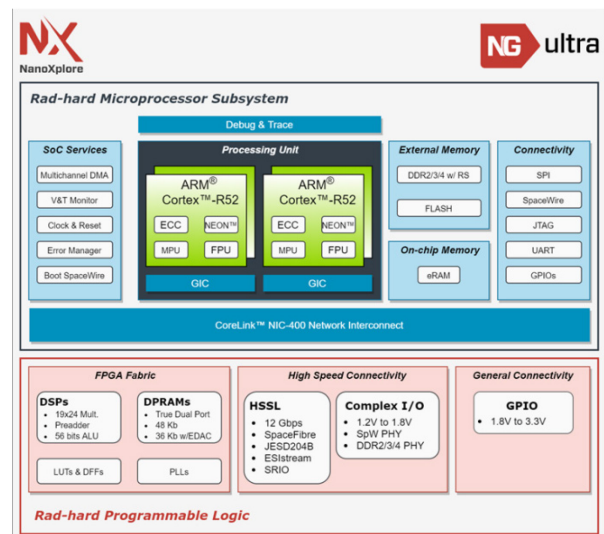 NX
NanoXplore
NG ultra
Rad-hard Microprocessor Subsystem
Debug & Trace
SoC Services
Multichannel DMA
V&T Monitor
Clock & Reset
Error Manager
Boot SpaceWire
Processing Unit
ARM®
Cortex™-R52
ECC
NEON™
MPU
FPU
GIC
ARM®
Cortex™-R52
ECC
NEON™
MPU
FPU
GIC
External Memory
DDR2/3/4 w/ RS
FLASH
On-chip Memory
eRAM
Connectivity
SPI
SpaceWire
JTAG
UART
GPIOs
CoreLink™ NIC-400 Network Interconnect
FPGA Fabric
DSPs
• 19x24 Mult.
• Preadder
• 56 bits ALU
DPRAMs
• True Dual Port
• 48 Kb
• 36 Kb w/EDAC
LUTs & DFFs
PLLs
High Speed Connectivity
HSSL
• 12 Gbps
• SpaceFibre
• JESD204B
• ESIstream
• SRIO
Complex I/O
• 1.2V to 1.8V
• SpW PHY
• DDR2/3/4 PHY
General Connectivity
GPIO
• 1.8V to 3.3V
Rad-hard Programmable Logic